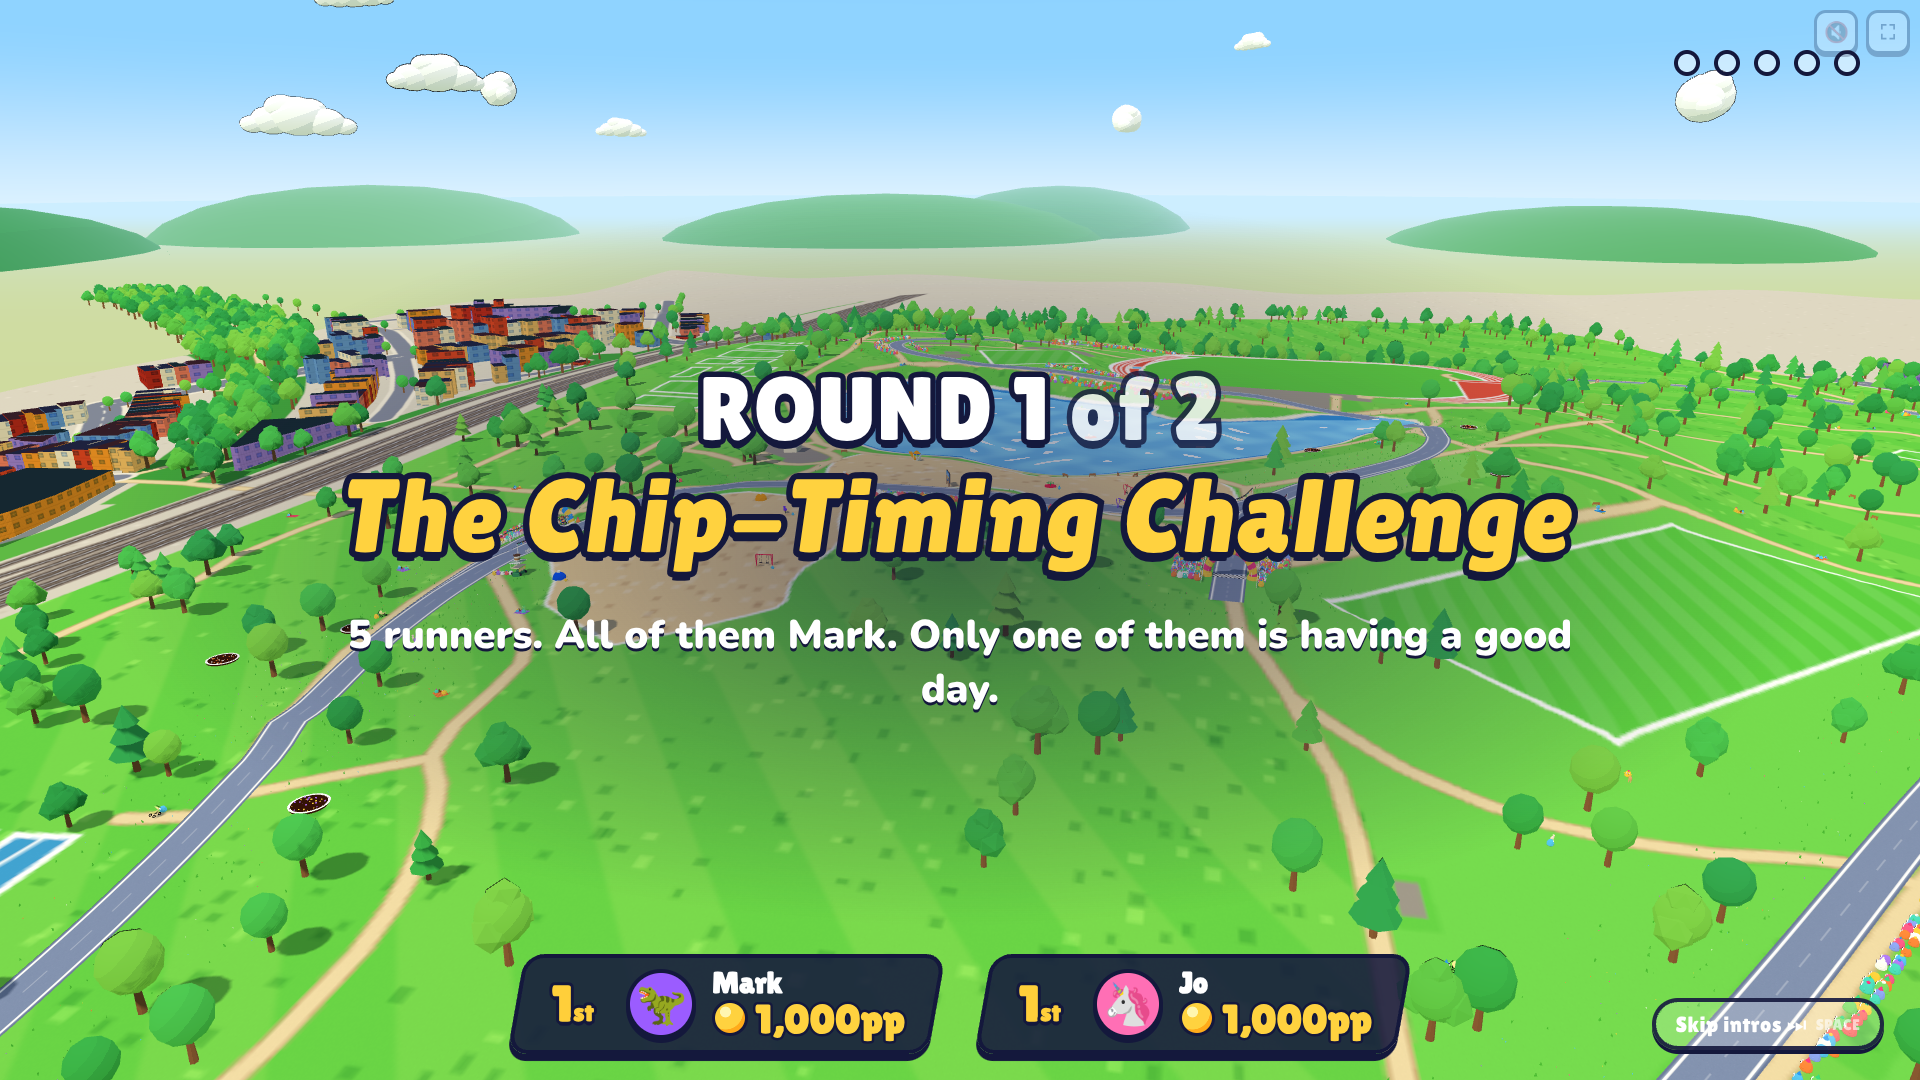 ROUND 1 of 2
The Chip-Timing Challenge
5 runners. All of them Mark. Only one of them is having a good
day.
1st
Mark
1,000pp
1st
Jo
1,000pp
Skip intros SPACE